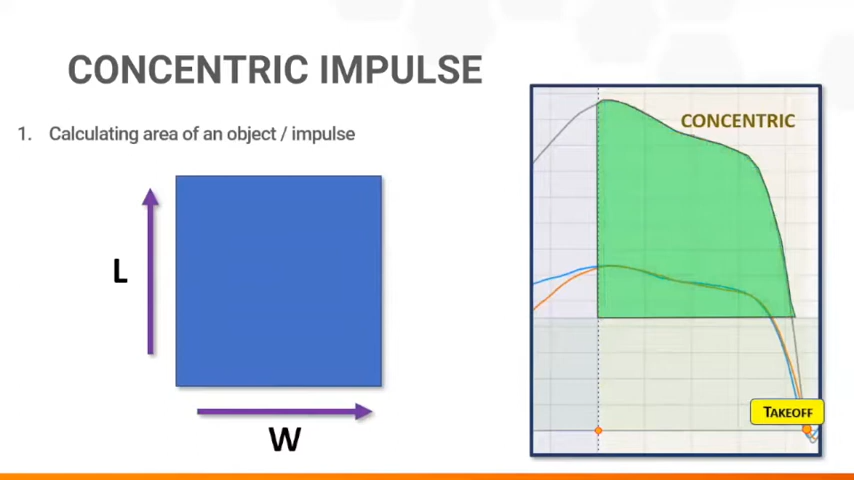 CONCENTRIC IMPULSE
1. Calculating area of an object / impulse
CONCENTRIC
L
W
TAKEOFF